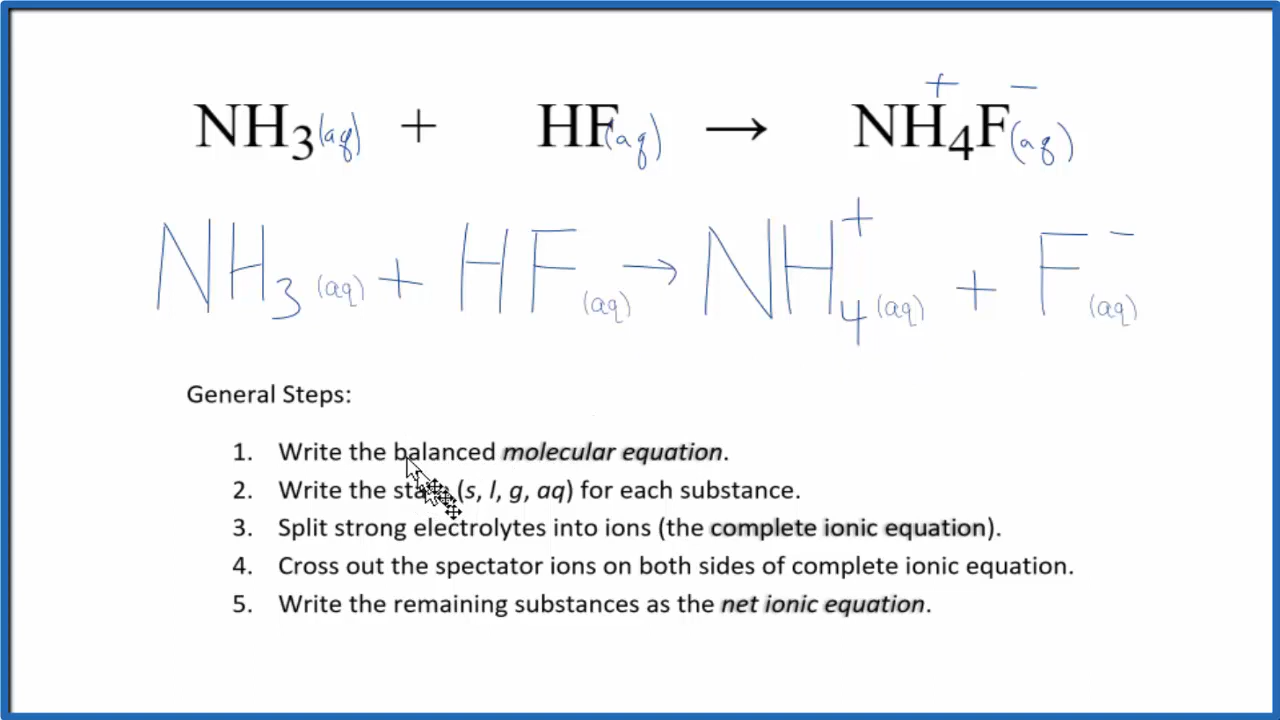 NH₃(aq) + HF(aq) → NH₄⁺F⁻(aq)
NH₃(aq) + HF(aq) → NH₄⁺(aq) + F⁻(aq)
General Steps:
1. Write the balanced molecular equation.
2. Write the (s, l, g, aq) for each substance.
3. Split strong electrolytes into ions (the complete ionic equation).
4. Cross out the spectator ions on both sides of complete ionic equation.
5. Write the remaining substances as the net ionic equation.